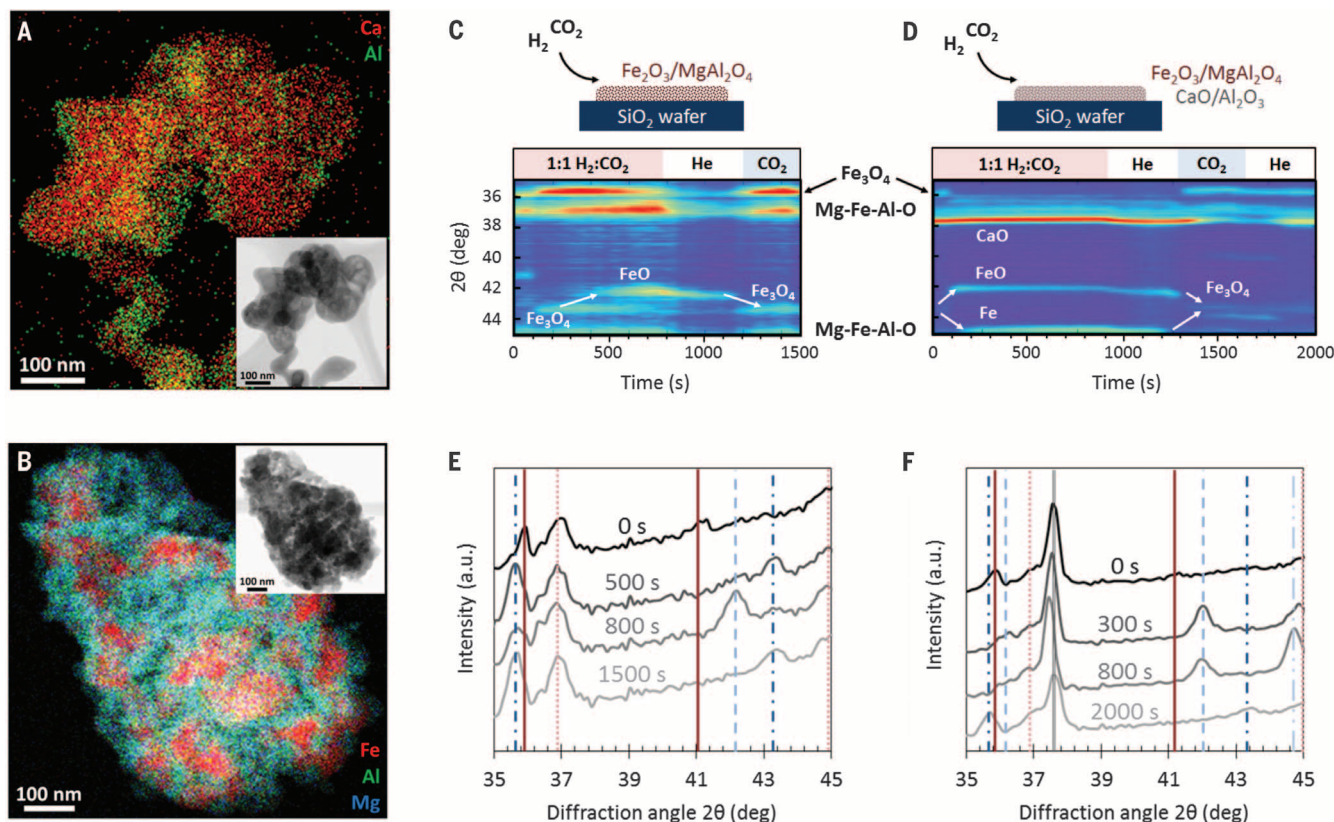 A
Ca
Al
100 nm
100 nm
B
Fe
Al
Mg
100 nm
100 nm
C
H₂ CO₂
Fe₂O₃/MgAl₂O₄
SiO₂ wafer
1:1 H₂:CO₂ He CO₂
36
38
40
42
44
2θ (deg)
FeO
Fe₃O₄
Fe₃O₄
0 500 1000 1500
Time (s)
Fe₃O₄
Mg-Fe-Al-O
Mg-Fe-Al-O
D
H₂ CO₂
Fe₂O₃/MgAl₂O₄
CaO/Al₂O₃
SiO₂ wafer
1:1 H₂:CO₂ He CO₂ He
CaO
FeO
Fe₃O₄
Fe
0 500 1000 1500 2000
Time (s)
E
Intensity (a.u.)
0 s
500 s
800 s
1500 s
35 37 39 41 43 45
Diffraction angle 2θ (deg)
F
Intensity (a.u.)
0 s
300 s
800 s
2000 s
35 37 39 41 43 45
Diffraction angle 2θ (deg)